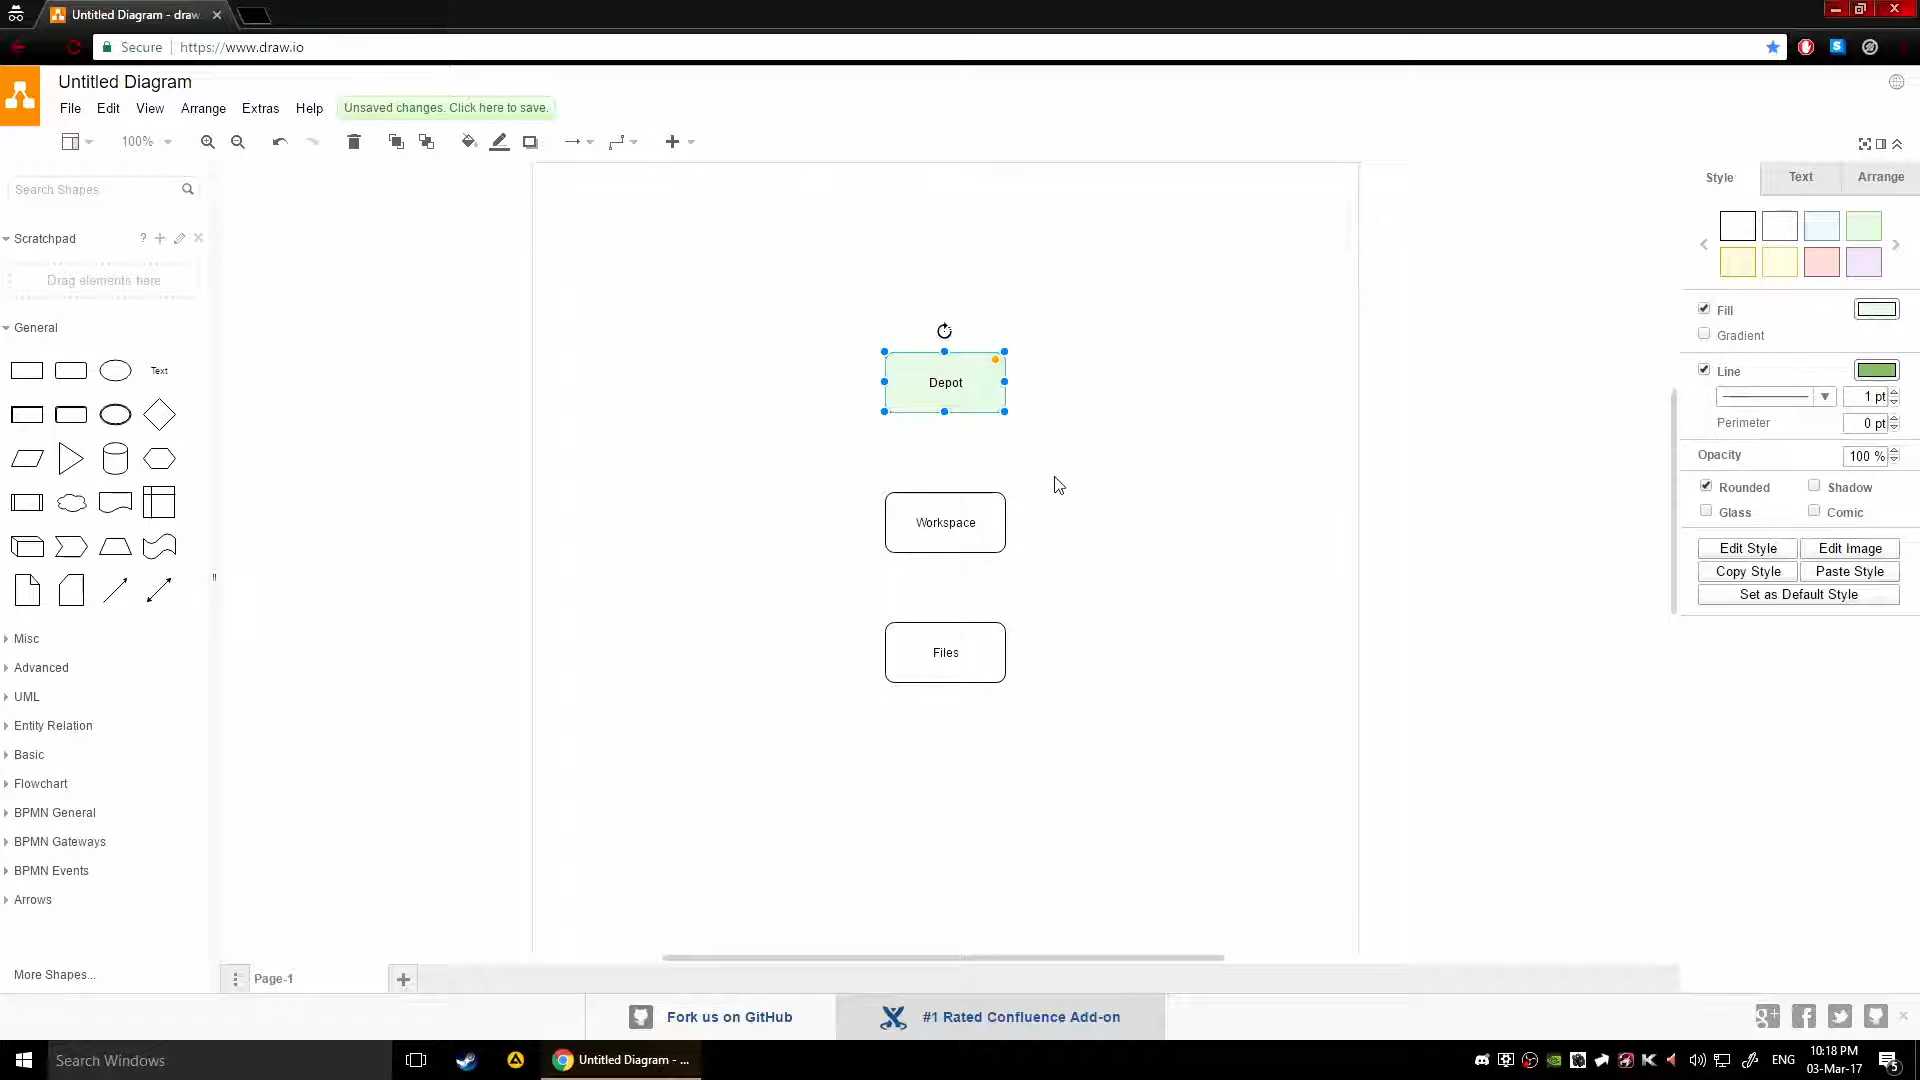 Untitled Diagram - draw.
Secure https://www.draw.io
Untitled Diagram
File Edit View Arrange Extras Help Unsaved changes. Click here to save.
100%
Search Shapes
Scratchpad ?
Drag elements here
General
Text
Misc
Advanced
UML
Entity Relation
Basic
Flowchart
BPMN General
BPMN Gateways
BPMN Events
Arrows
More Shapes...
Depot
Workspace
Files
Style Text Arrange
Fill
Gradient
Line
1 pt
Perimeter 0 pt
Opacity 100 %
Rounded Shadow
Glass Comic
Edit Style Edit Image
Copy Style Paste Style
Set as Default Style
Page-1
Fork us on GitHub #1 Rated Confluence Add-on
Search Windows Untitled Diagram - ... ENG 10:18 PM
03-Mar-17 5